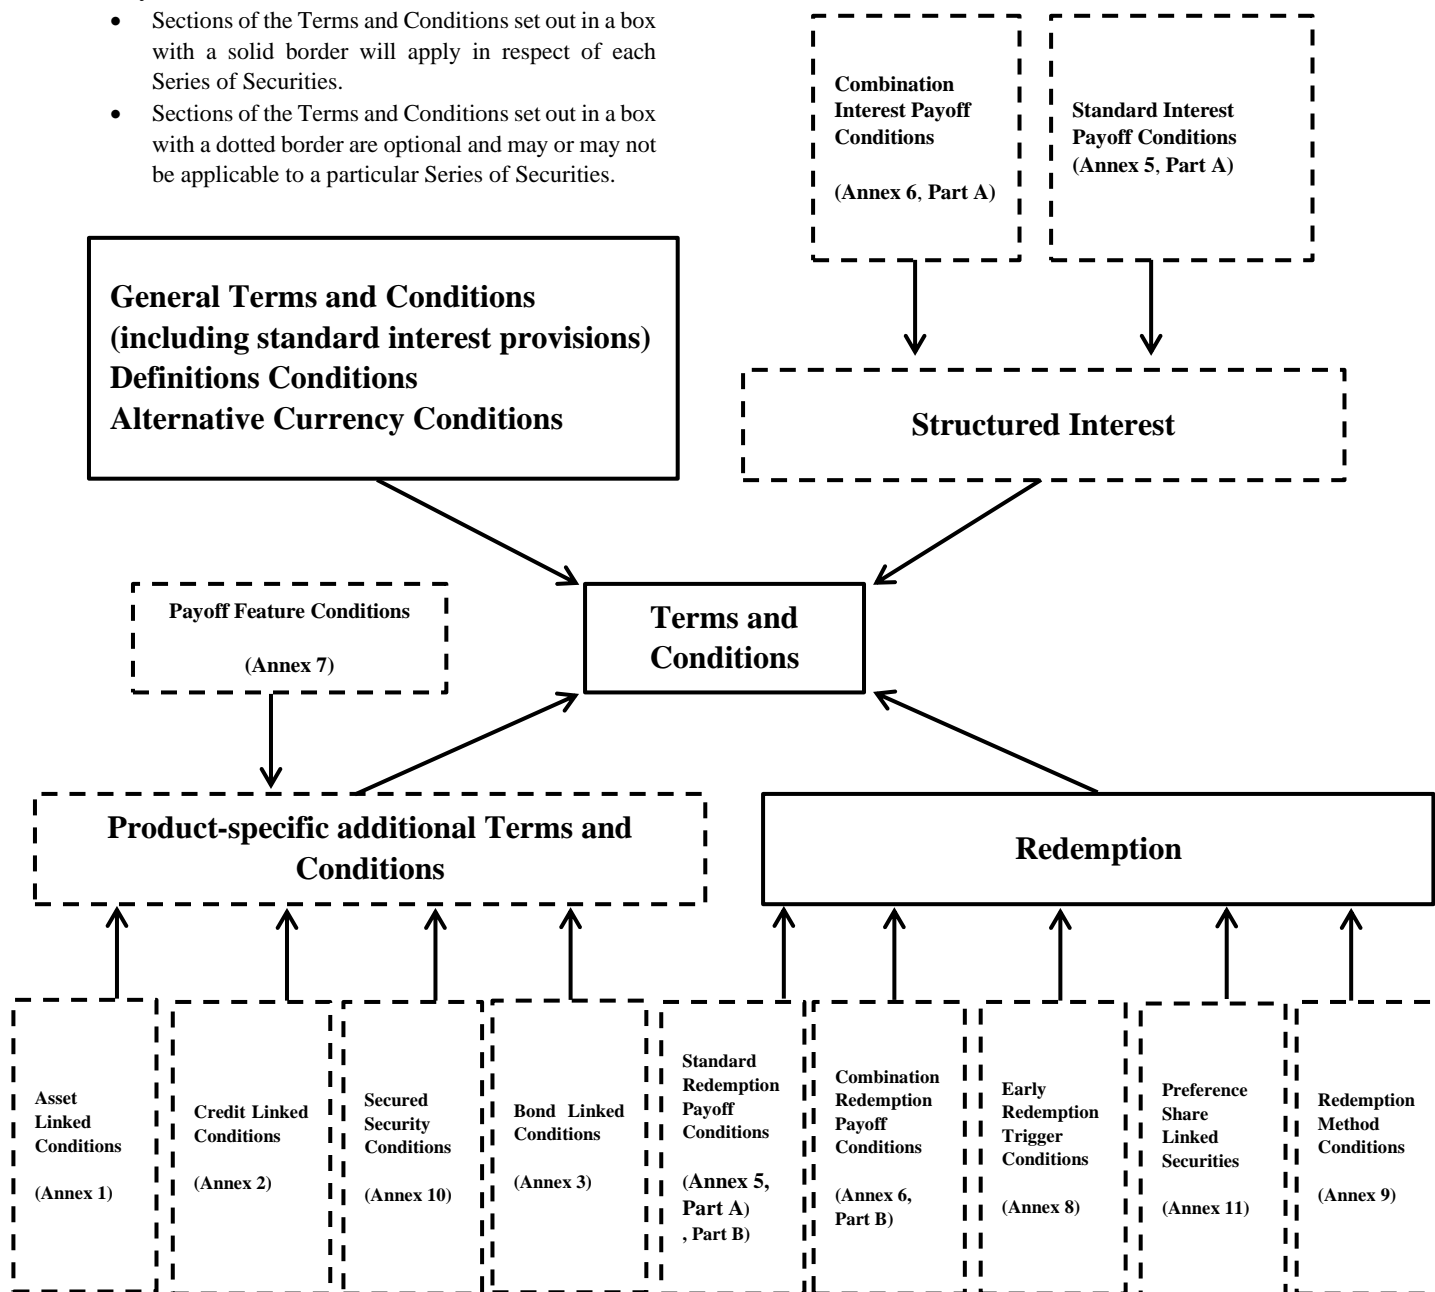 • Sections of the Terms and Conditions set out in a box
with a solid border will apply in respect of each
Series of Securities.
• Sections of the Terms and Conditions set out in a box
with a dotted border are optional and may or may not
be applicable to a particular Series of Securities.
Combination
Interest Payoff
Conditions
(Annex 6, Part A)
Standard Interest
Payoff Conditions
(Annex 5, Part A)
General Terms and Conditions
(including standard interest provisions)
Definitions Conditions
Alternative Currency Conditions
Structured Interest
Payoff Feature Conditions
(Annex 7)
Terms and
Conditions
Product-specific additional Terms and
Conditions
Redemption
Asset
Linked
Conditions
(Annex 1)
Credit Linked
Conditions
(Annex 2)
Secured
Security
Conditions
(Annex 10)
Bond Linked
Conditions
(Annex 3)
Standard
Redemption
Payoff
Conditions
(Annex 5,
Part A)
, Part B)
Combination
Redemption
Payoff
Conditions
(Annex 6,
Part B)
Early
Redemption
Trigger
Conditions
(Annex 8)
Preference
Share
Linked
Securities
(Annex 11)
Redemption
Method
Conditions
(Annex 9)